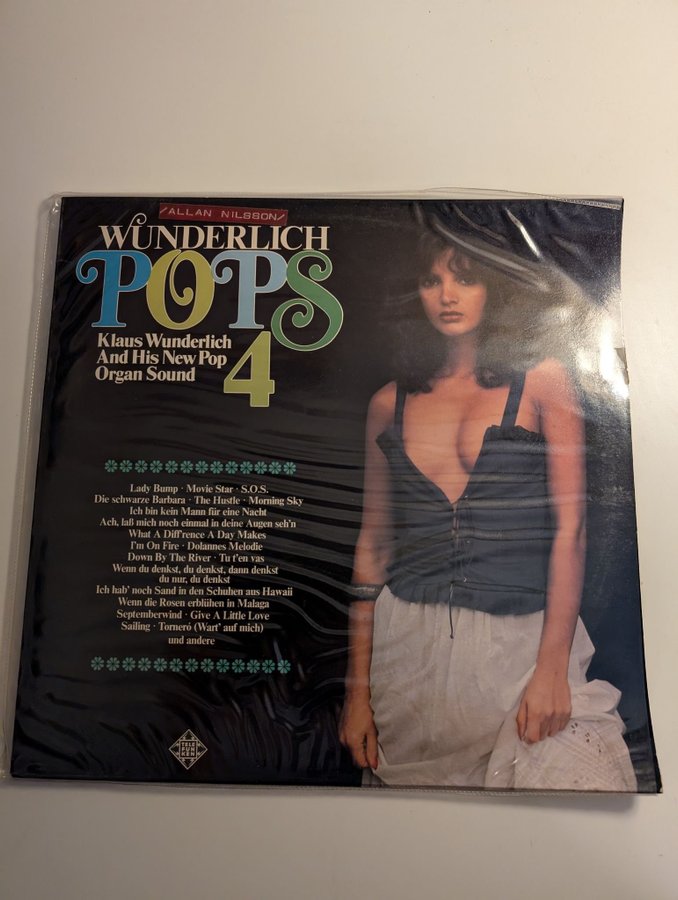 /ALLAN NILSSON/
WUNDERLICH
POPS
Klaus Wunderlich
And His New Pop
Organ Sound
4
Lady Bump · Movie Star · S.O.S.
Die schwarze Barbara · The Hustle · Morning Sky
Ich bin kein Mann für eine Nacht
Ach, laß mich noch einmal in deine Augen seh'n
What A Diff'rence A Day Makes
I'm On Fire · Dolannes Melodie
Down By The River · Tu t'en vas
Wenn du denkst, du denkst, dann denkst
du nur, du denkst
Ich hab' noch Sand in den Schuhen aus Hawaii
Wenn die Rosen erblühen in Malaga
Septemberwind · Give A Little Love
Sailing · Torneró (Wart' auf mich)
und andere
TELE
FUN
KEN